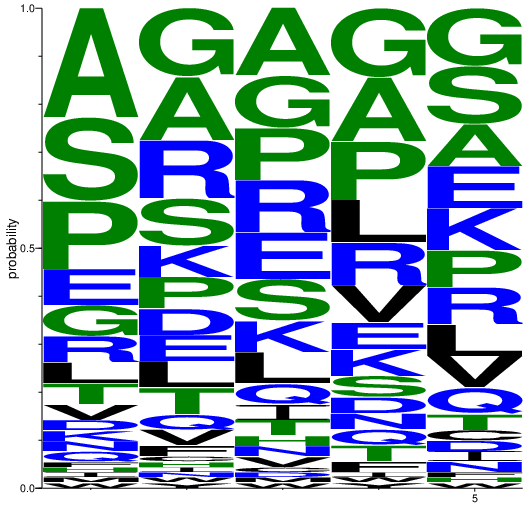 1.0
probability
0.5
0.0
A S P E G R L T V D K N Q
G A R S K P D E L T Q V
A G P R E S K L Q I T N V
G A P L R V E K S D N Q T
G S A E K P R L V Q T C D I N
5